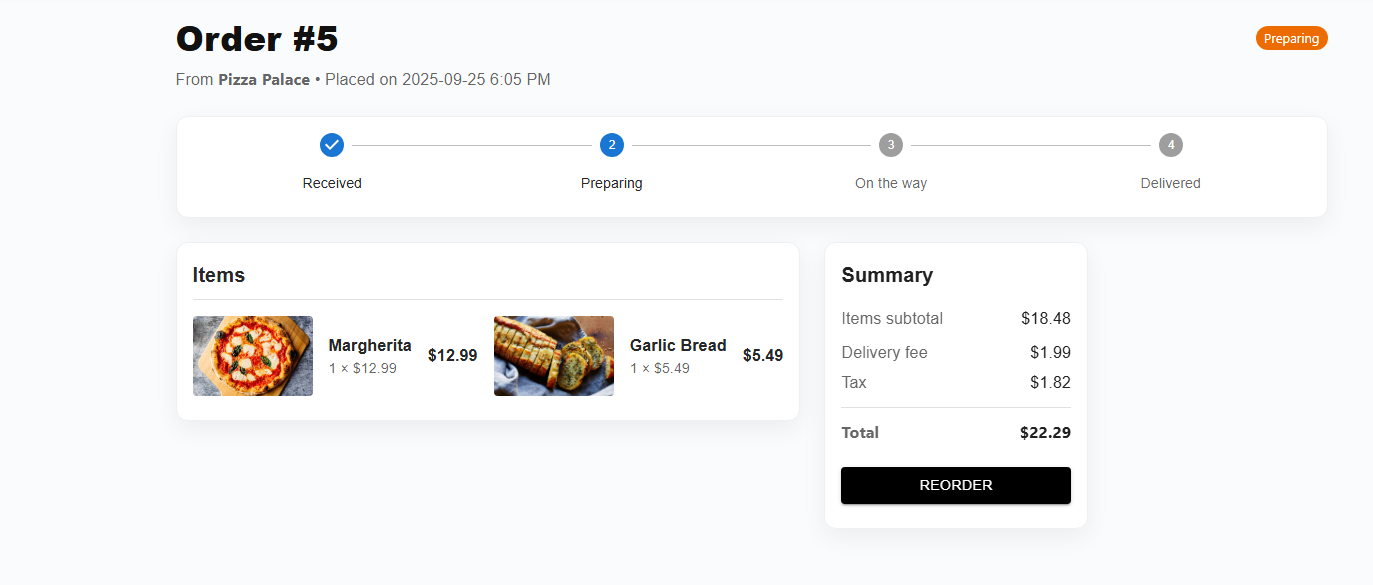 Order #5
Preparing
From Pizza Palace • Placed on 2025-09-25 6:05 PM
2
3
4
Received
Preparing
On the way
Delivered
Items
Margherita
1 × $12.99
$12.99
Garlic Bread
1 × $5.49
$5.49
Summary
Items subtotal $18.48
Delivery fee $1.99
Tax $1.82
Total $22.29
REORDER